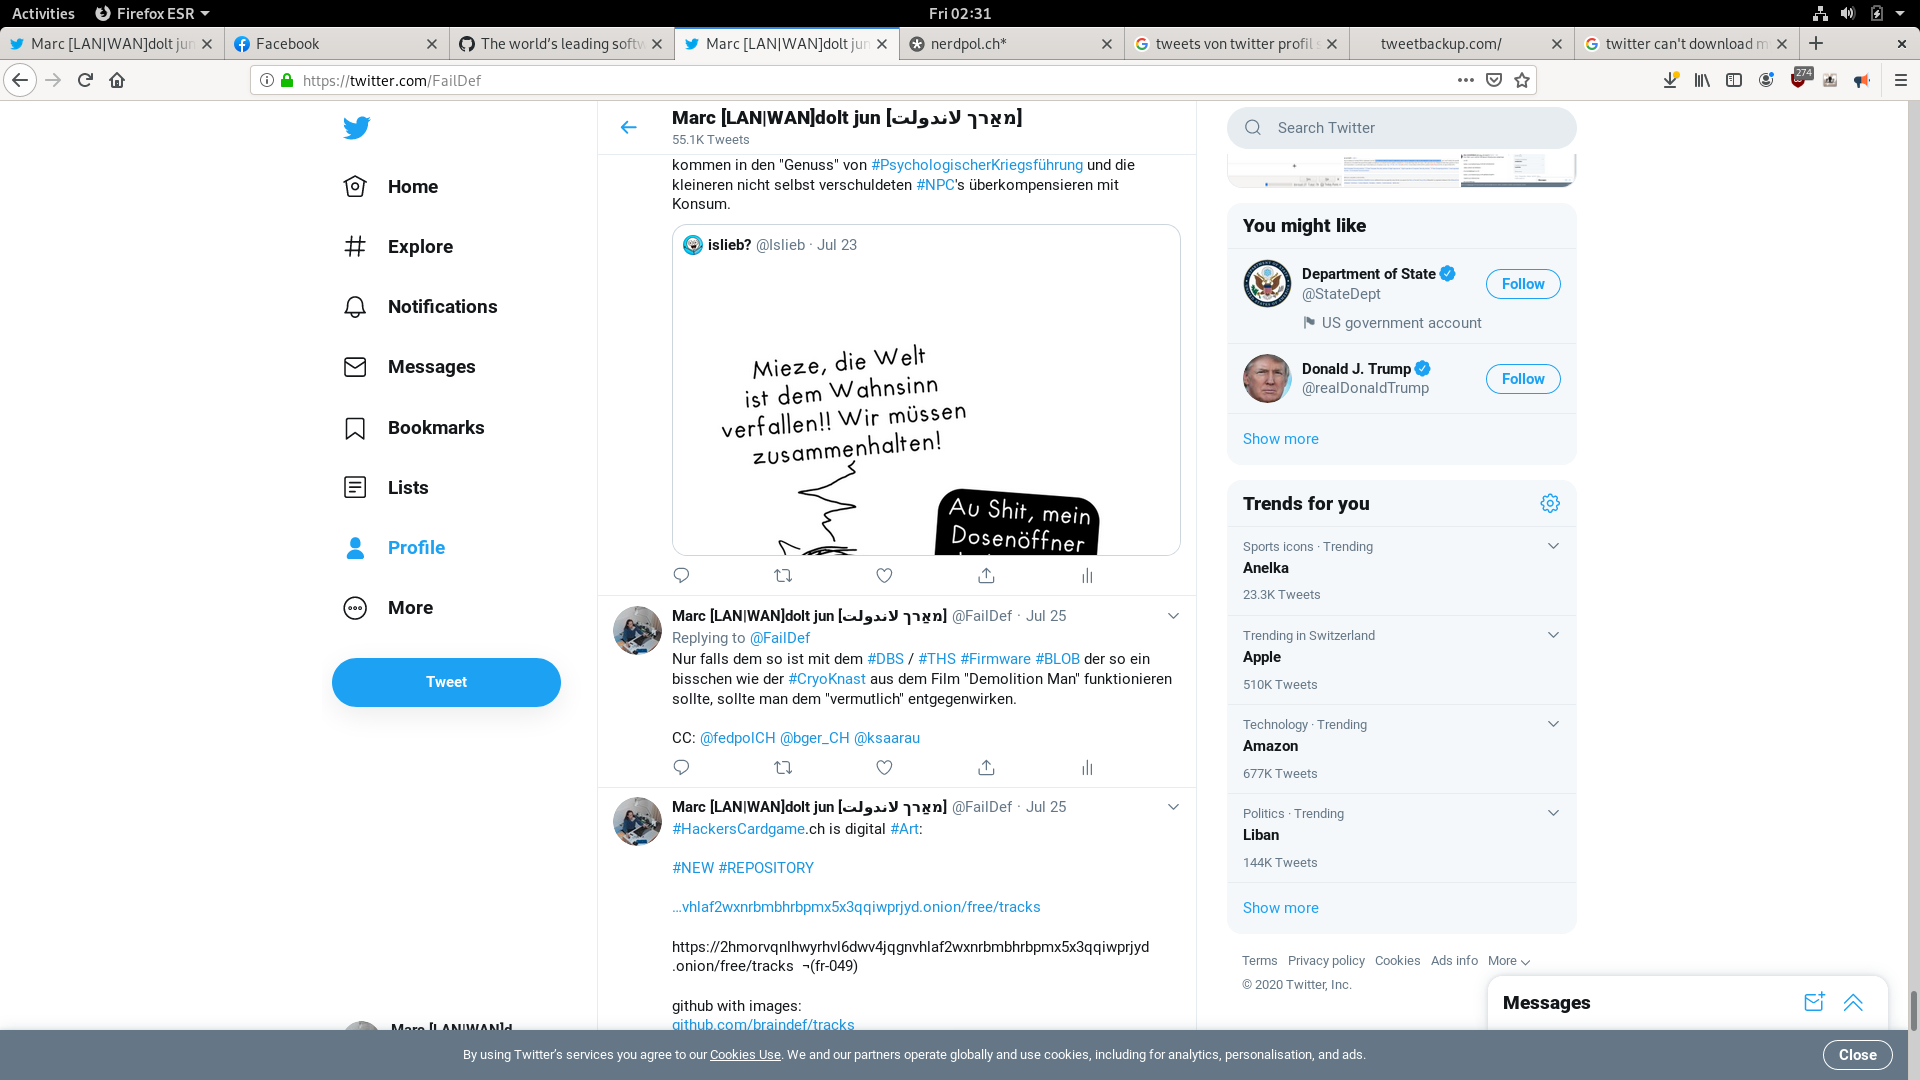 Activities Firefox ESR Fri 02:31
Marc [LAN|WAN]dolt jun Facebook The world's leading softw Marc [LAN|WAN]dolt jun nerdpol.ch* tweets von twitter profil s tweetbackup.com/ twitter can't download m
https://twitter.com/FailDef 274
Home
Explore
Notifications
Messages
Bookmarks
Lists
Profile
More
Tweet
Marc [LAN|WAN]d
Marc [LAN|WAN]dolt jun [מאַרך לאנדולת]
55.1K Tweets
kommen in den "Genuss" von #PsychologischerKriegsführung und die
kleineren nicht selbst verschuldeten #NPC's überkompensieren mit
Konsum.
islieb? @Islieb · Jul 23
Mieze, die Welt
ist dem Wahnsinn
verfallen!! Wir müssen
zusammenhalten!
Au Shit, mein
Dosenöffner
Marc [LAN|WAN]dolt jun [מאַרך לאנדולת] @FailDef · Jul 25
Replying to @FailDef
Nur falls dem so ist mit dem #DBS / #THS #Firmware #BLOB der so ein
bisschen wie der #CryoKnast aus dem Film "Demolition Man" funktionieren
sollte, sollte man dem "vermutlich" entgegenwirken.
CC: @fedpolCH @bger_CH @ksaarau
Marc [LAN|WAN]dolt jun [מאַרך לאנדולת] @FailDef · Jul 25
#HackersCardgame.ch is digital #Art:
#NEW #REPOSITORY
…vhlaf2wxnrbmbhrbpmx5x3qqiwprjyd.onion/free/tracks
https://2hmorvqnlhwyrhvl6dwv4jqgnvhlaf2wxnrbmbhrbpmx5x3qqiwprjyd
.onion/free/tracks ¬(fr-049)
github with images:
github.com/braindef/tracks
Search Twitter
You might like
Department of State
@StateDept
US government account
Follow
Donald J. Trump
@realDonaldTrump
Follow
Show more
Trends for you
Sports icons · Trending
Anelka
23.3K Tweets
Trending in Switzerland
Apple
510K Tweets
Technology · Trending
Amazon
677K Tweets
Politics · Trending
Liban
144K Tweets
Show more
Terms Privacy policy Cookies Ads info More
© 2020 Twitter, Inc.
Messages
By using Twitter's services you agree to our Cookies Use. We and our partners operate globally and use cookies, including for analytics, personalisation, and ads.
Close